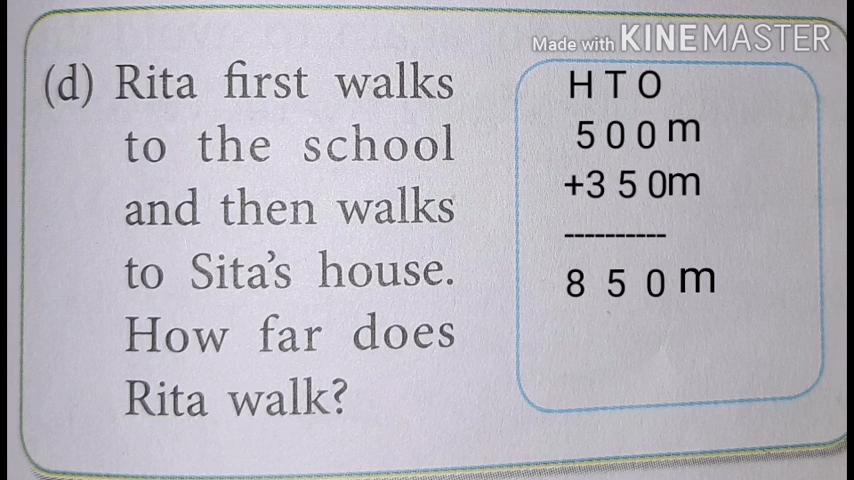 Made with KINEMASTER
(d) Rita first walks
to the school
and then walks
to Sita's house.
How far does
Rita walk?
H T O
5 0 0 m
+3 5 0m
----------
8 5 0 m